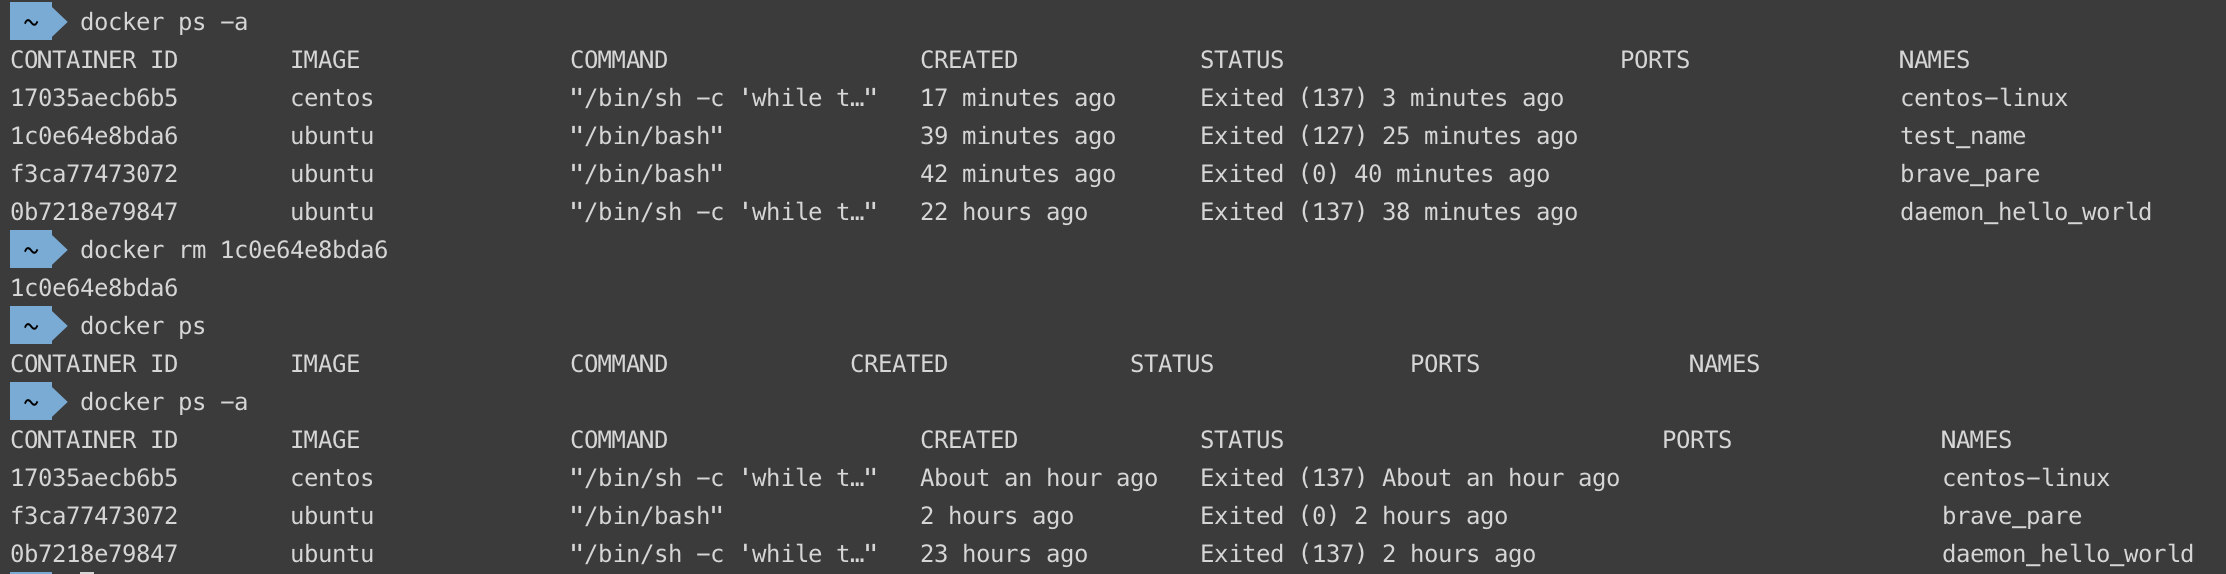 ~ docker ps -a
CONTAINER ID IMAGE COMMAND CREATED STATUS PORTS NAMES
17035aecb6b5 centos "/bin/sh -c 'while t…" 17 minutes ago Exited (137) 3 minutes ago centos-linux
1c0e64e8bda6 ubuntu "/bin/bash" 39 minutes ago Exited (127) 25 minutes ago test_name
f3ca77473072 ubuntu "/bin/bash" 42 minutes ago Exited (0) 40 minutes ago brave_pare
0b7218e79847 ubuntu "/bin/sh -c 'while t…" 22 hours ago Exited (137) 38 minutes ago daemon_hello_world
~ docker rm 1c0e64e8bda6
1c0e64e8bda6
~ docker ps
CONTAINER ID IMAGE COMMAND CREATED STATUS PORTS NAMES
~ docker ps -a
CONTAINER ID IMAGE COMMAND CREATED STATUS PORTS NAMES
17035aecb6b5 centos "/bin/sh -c 'while t…" About an hour ago Exited (137) About an hour ago centos-linux
f3ca77473072 ubuntu "/bin/bash" 2 hours ago Exited (0) 2 hours ago brave_pare
0b7218e79847 ubuntu "/bin/sh -c 'while t…" 23 hours ago Exited (137) 2 hours ago daemon_hello_world